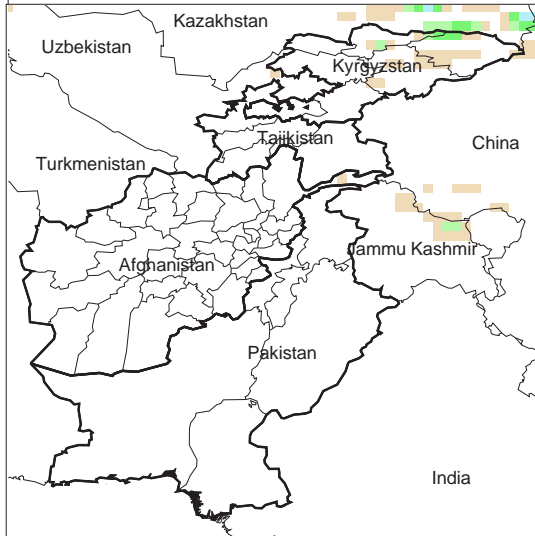 Kazakhstan
Uzbekistan
Kyrgyzstan
Tajikistan
China
Turkmenistan
Jammu Kashmir
Afghanistan
Pakistan
India